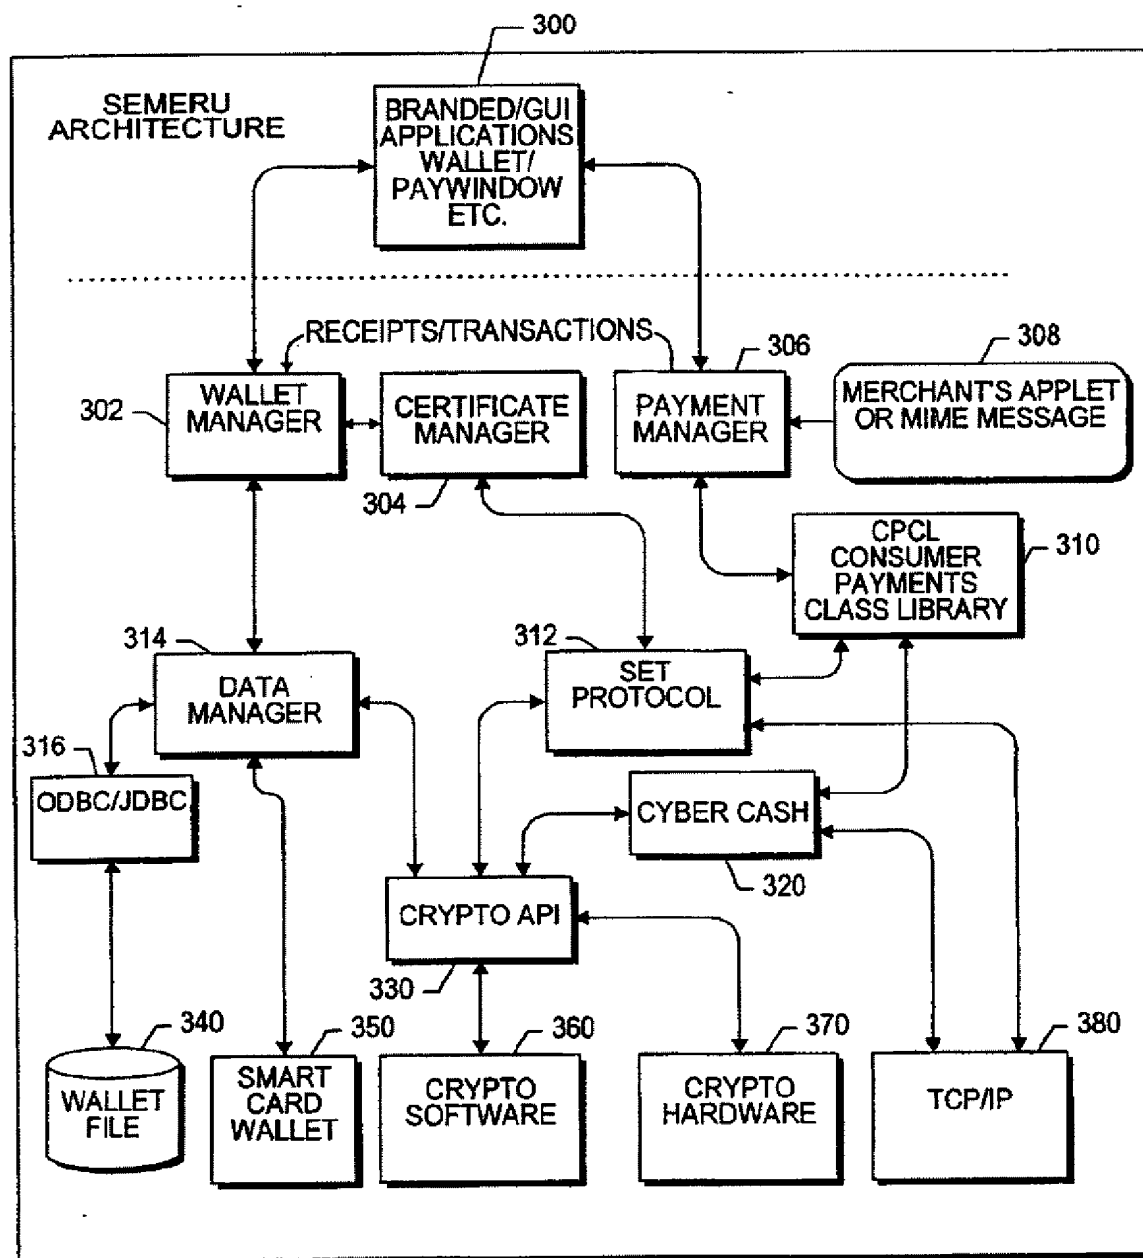 300
SEMERU
ARCHITECTURE
BRANDED/GUI
APPLICATIONS
WALLET/
PAYWINDOW
ETC.
RECEIPTS/TRANSACTIONS
306
308
302
WALLET
MANAGER
CERTIFICATE
MANAGER
PAYMENT
MANAGER
MERCHANT'S APPLET
OR MIME MESSAGE
304
CPCL
CONSUMER
PAYMENTS
CLASS LIBRARY
310
314
312
DATA
MANAGER
SET
PROTOCOL
316
ODBC/JDBC
CYBER CASH
320
CRYPTO API
330
340
350
360
370
380
WALLET
FILE
SMART
CARD
WALLET
CRYPTO
SOFTWARE
CRYPTO
HARDWARE
TCP/IP